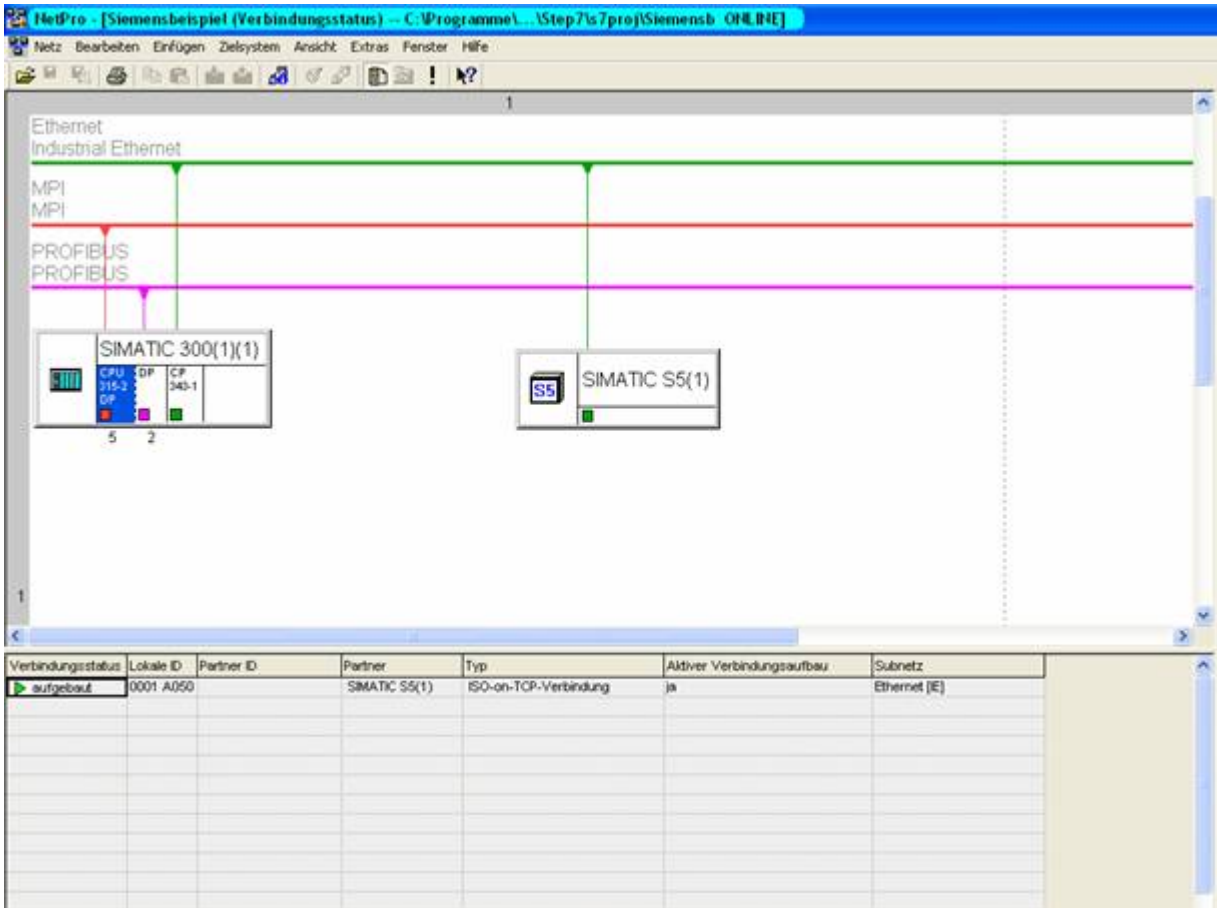 NetPro - [Siemensbeispiel (Verbindungsstatus) -- C:\Programme\...\Step7\s7proj\Siemensb ONLINE]
Netz Bearbeiten Einfügen Zielsystem Ansicht Extras Fenster Hilfe
1
Ethernet
Industrial Ethernet
MPI
MPI
PROFIBUS
PROFIBUS
SIMATIC 300(1)(1)
CPU 315-2 DP
DP
CP 343-1
5 2
S5
SIMATIC S5(1)
1
Verbindungsstatus Lokale ID Partner ID Partner Typ Aktiver Verbindungsaufbau Subnetz
aufgebaut 0001 A050 SIMATIC S5(1) ISO-on-TCP-Verbindung ja Ethernet [IE]